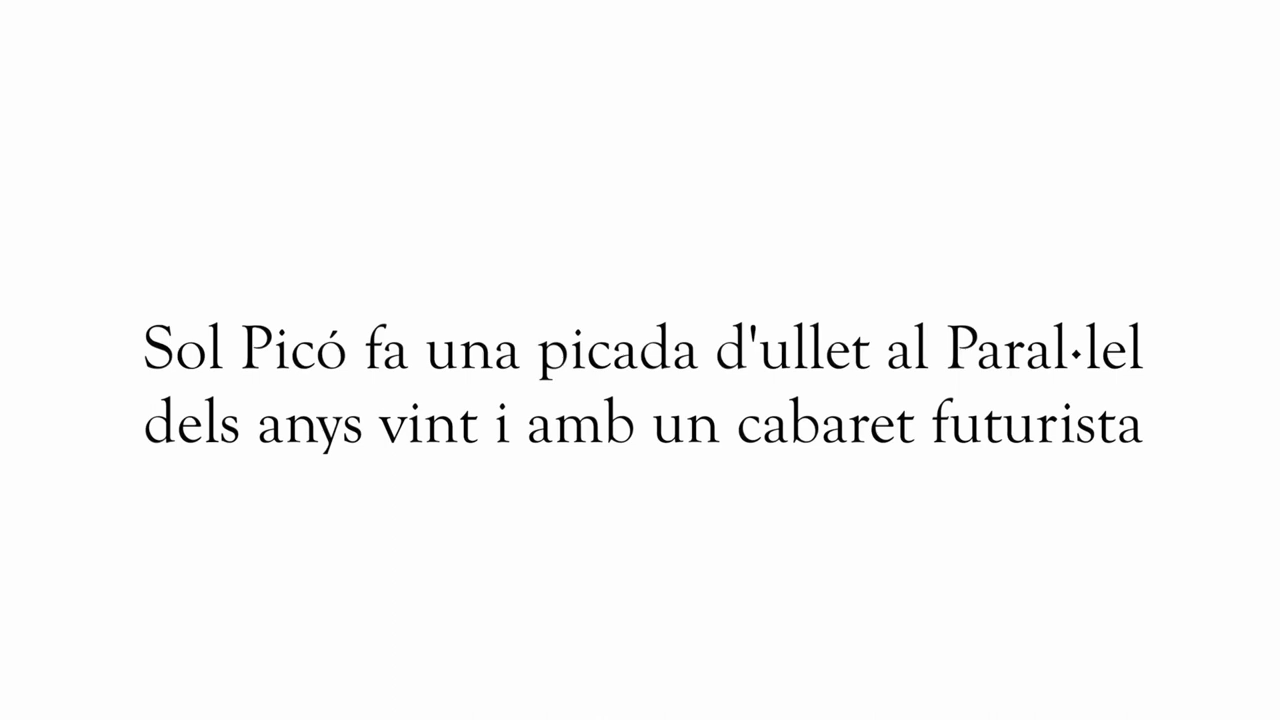 Sol Picó fa una picada d'ullet al Paral·lel
dels anys vint i amb un cabaret futurista